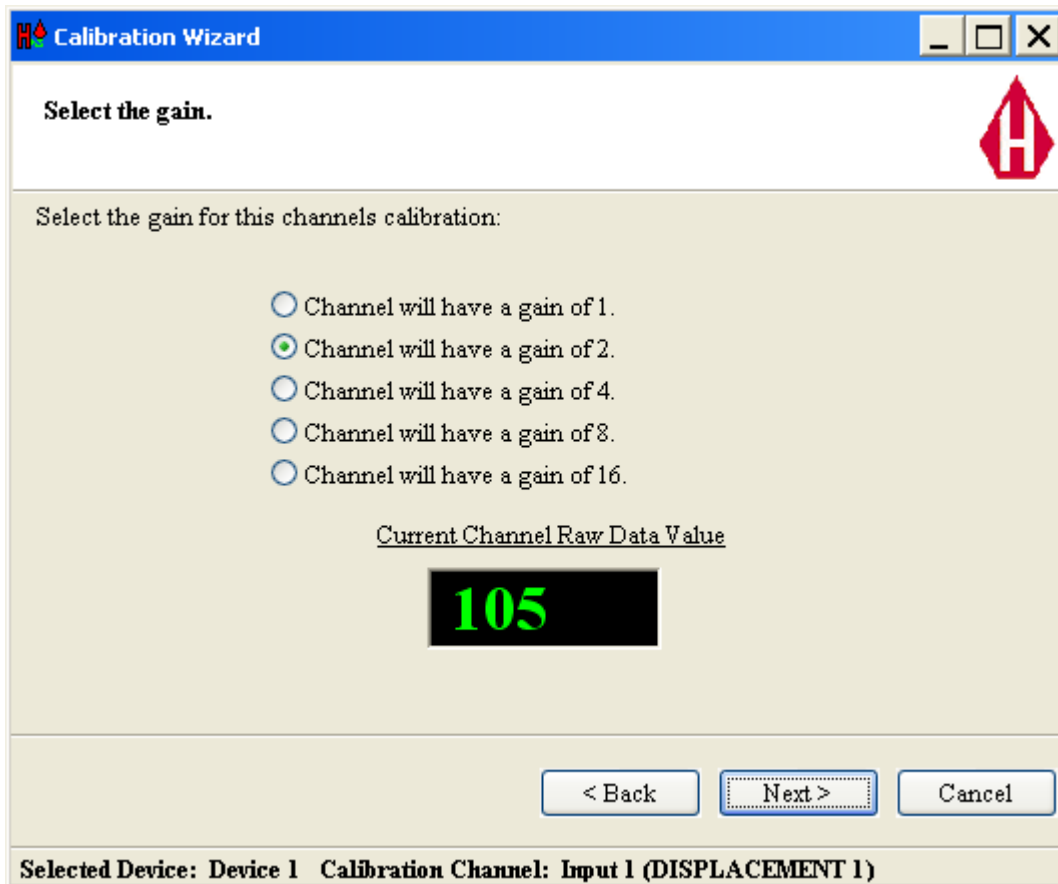 Calibration Wizard
Select the gain.
H
Select the gain for this channels calibration:
Channel will have a gain of 1.
Channel will have a gain of 2.
Channel will have a gain of 4.
Channel will have a gain of 8.
Channel will have a gain of 16.
Current Channel Raw Data Value
105
< Back Next > Cancel
Selected Device: Device 1 Calibration Channel: Input 1 (DISPLACEMENT 1)